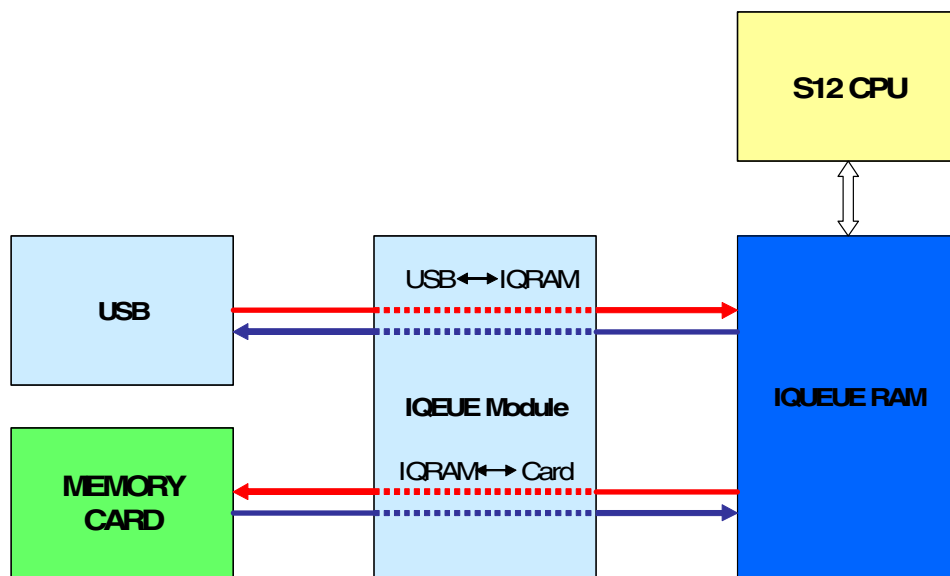 S12 CPU
USB↔IQRAM
USB
IQEUE Module
IQUEUE RAM
IQRAM↔ Card
MEMORY
CARD